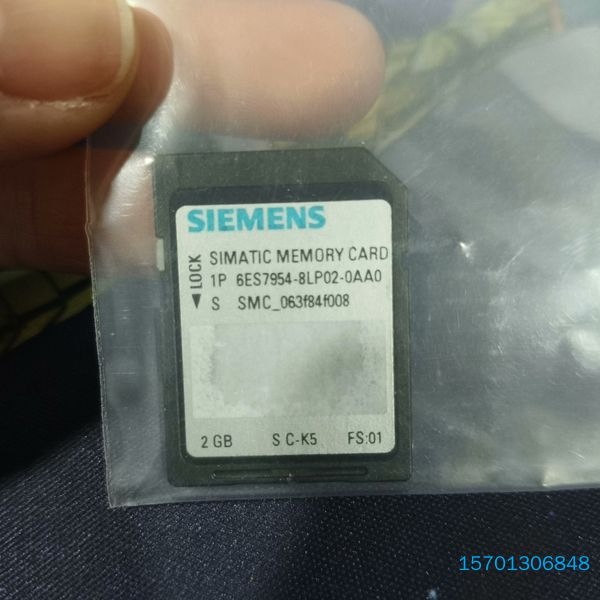 SIEMENS
SIMATIC MEMORY CARD
◄ LOCK
1P 6ES7954-8LP02-0AA0
S SMC_063f84f008
2 GB S C-K5 FS:01
15701306848